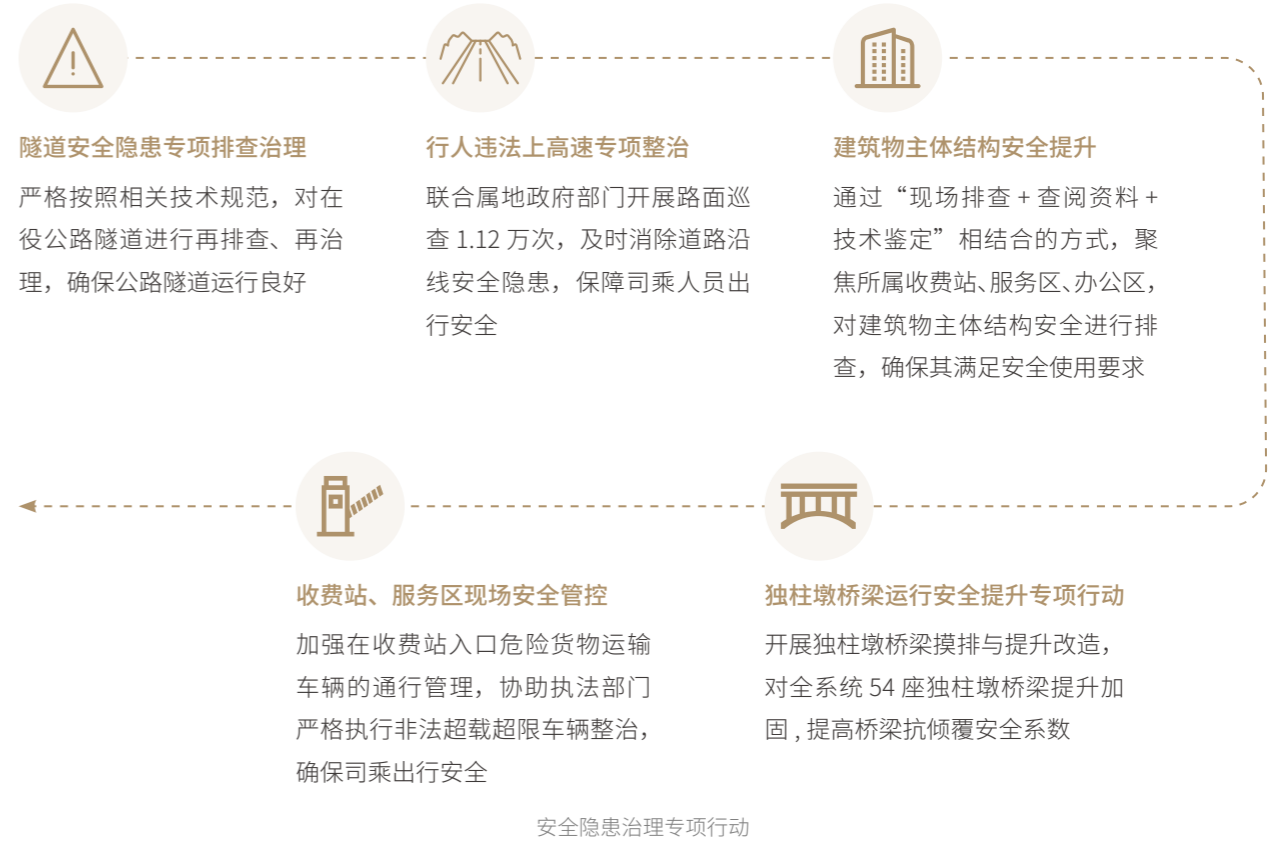 隧道安全隐患专项排查治理
严格按照相关技术规范，对在
役公路隧道进行再排查、再治
理，确保公路隧道运行良好
行人违法上高速专项整治
联合属地政府部门开展路面巡
查 1.12 万次，及时消除道路沿
线安全隐患，保障司乘人员出
行安全
建筑物主体结构安全提升
通过“现场排查 + 查阅资料 +
技术鉴定”相结合的方式，聚
焦所属收费站、服务区、办公区，
对建筑物主体结构安全进行排
查，确保其满足安全使用要求
独柱墩桥梁运行安全提升专项行动
开展独柱墩桥梁摸排与提升改造，
对全系统 54 座独柱墩桥梁提升加
固 , 提高桥梁抗倾覆安全系数
收费站、服务区现场安全管控
加强在收费站入口危险货物运输
车辆的通行管理，协助执法部门
严格执行非法超载超限车辆整治，
确保司乘出行安全
安全隐患治理专项行动